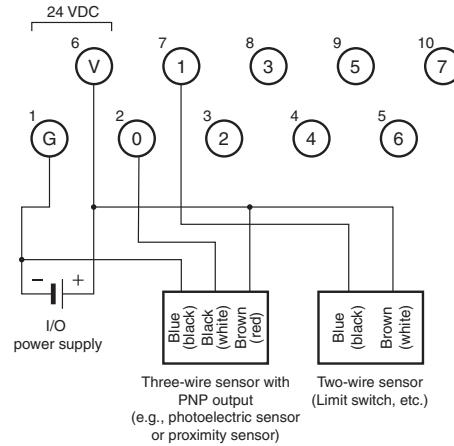 24 VDC
6
V
7
1
8
3
9
5
10
7
1
G
2
0
3
2
4
4
5
6
− +
I/O
power supply
Blue
(black)
Black
(white)
Brown
(red)
Blue
(black)
Brown
(white)
Three-wire sensor with
PNP output
(e.g., photoelectric sensor
or proximity sensor)
Two-wire sensor
(Limit switch, etc.)